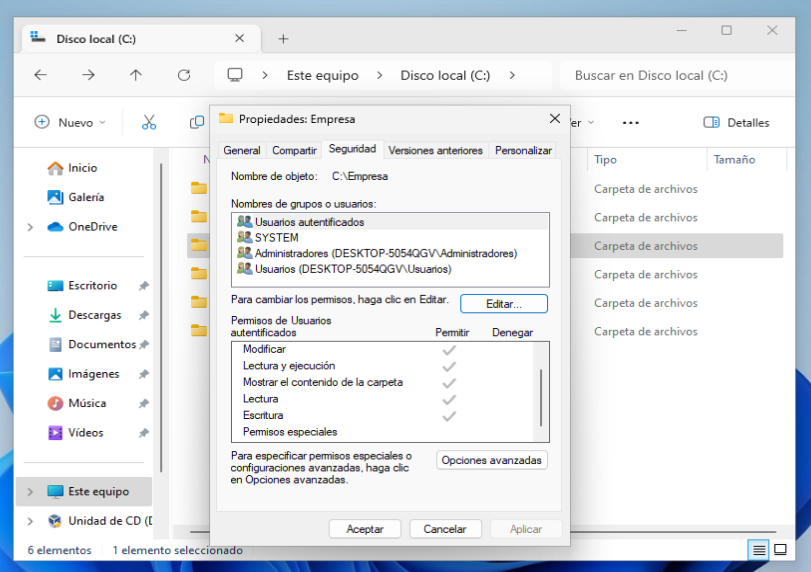 Disco local (C:)
Este equipo
Disco local (C:)
Buscar en Disco local (C:)
Nuevo
Detalles
Propiedades: Empresa
General
Compartir
Seguridad
Versiones anteriores
Personalizar
Nombre de objeto: C:\Empresa
Nombres de grupos o usuarios:
Usuarios autentificados
SYSTEM
Administradores (DESKTOP-5054QGV\Administradores)
Usuarios (DESKTOP-5054QGV\Usuarios)
Para cambiar los permisos, haga clic en Editar.
Editar...
Permisos de Usuarios
autentificados
Permitir
Denegar
Modificar
Lectura y ejecución
Mostrar el contenido de la carpeta
Lectura
Escritura
Permisos especiales
Para especificar permisos especiales o
configuraciones avanzadas, haga clic
en Opciones avanzadas.
Opciones avanzadas
Aceptar
Cancelar
Aplicar
Inicio
Galería
OneDrive
Escritorio
Descargas
Documentos
Imágenes
Música
Vídeos
Este equipo
Unidad de CD (D
Tipo
Tamaño
Carpeta de archivos
Carpeta de archivos
Carpeta de archivos
Carpeta de archivos
Carpeta de archivos
Carpeta de archivos
6 elementos
1 elemento seleccionado